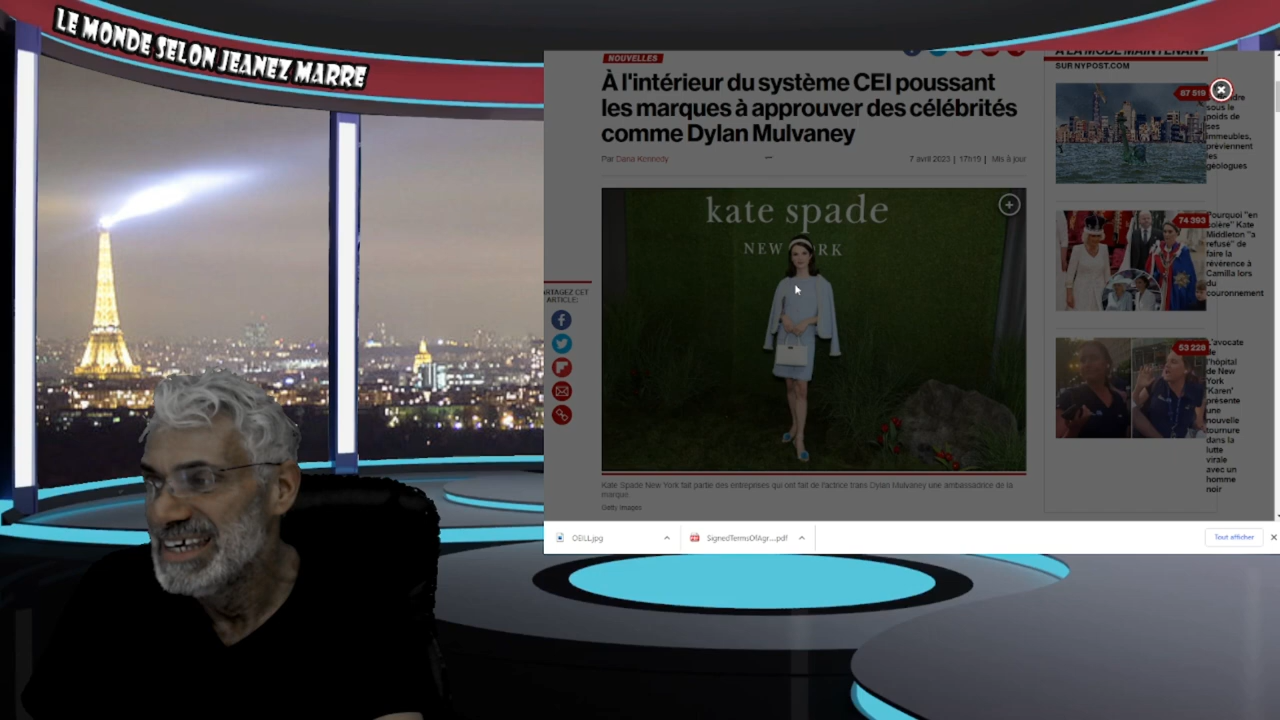 LE MONDE SELON JEANEZ MARRE
NOUVELLES
À l'intérieur du système CEI poussant
les marques à approuver des célébrités
comme Dylan Mulvaney
Par Dana Kennedy
7 avril 2023 | 17h19 | Mis à jour
À LA MODE MAINTENANT
SUR NYPOST.COM
kate spade
NEW YORK
ARTAGEZ CET
ARTICLE:
Kate Spade New York fait partie des entreprises qui ont fait de l'actrice trans Dylan Mulvaney une ambassadrice de la
marque.
Getty Images
87 519
sous le
poids de
ses
immeubles,
préviennent
les
géologues
74 393
Pourquoi "en
colère" Kate
Middleton "a
refusé" de
faire la
révérence à
Camilla lors
du
couronnement
53 228
L'avocate
de
l'hôpital
de New
York
'Karen'
présente
une
nouvelle
tournure
dans la
lutte
virale
avec un
homme
noir
OEILL.jpg
SignedTermsOfAgr....pdf
Tout afficher